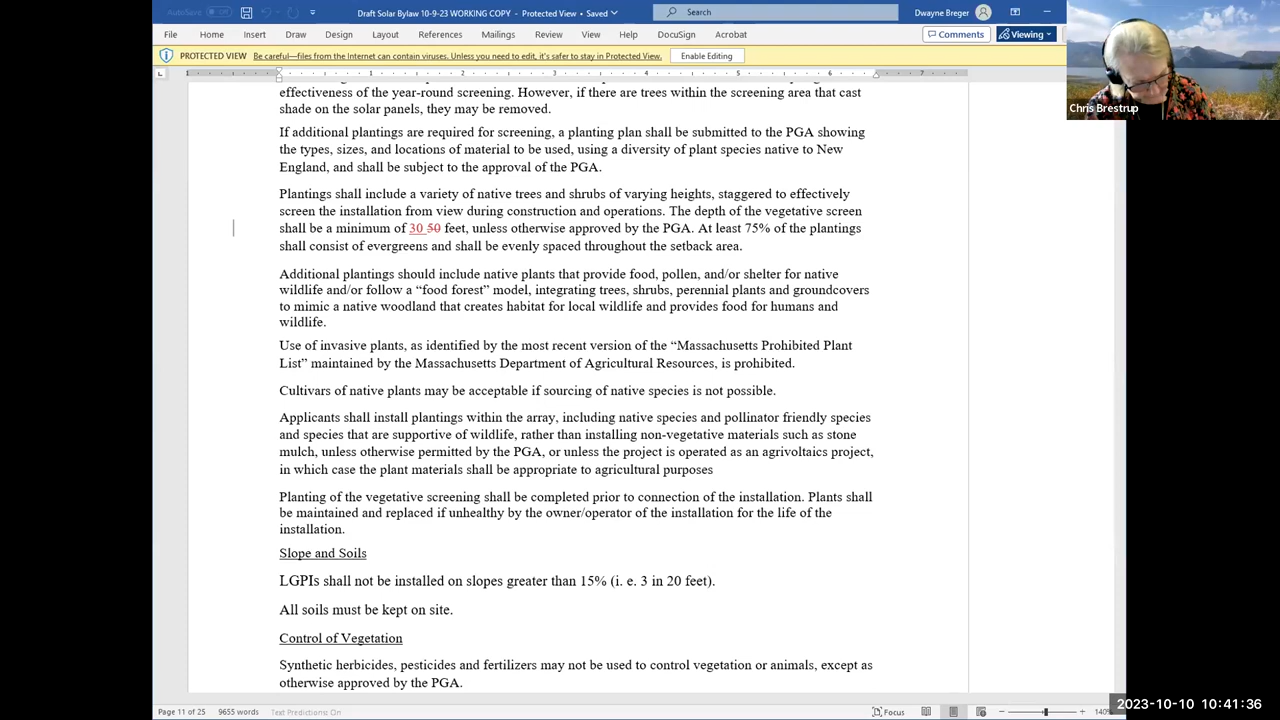 AutoSave Off
Draft Solar Bylaw 10-9-23 WORKING COPY - Protected View • Saved
Search
Dwayne Breger
File Home Insert Draw Design Layout References Mailings Review View Help DocuSign Acrobat
Comments
Viewing
PROTECTED VIEW Be careful—files from the Internet can contain viruses. Unless you need to edit, it's safer to stay in Protected View.
Enable Editing
Chris Brestrup
1 1 2 3 4 5 6 7
effectiveness of the year-round screening. However, if there are trees within the screening area that cast
shade on the solar panels, they may be removed.
If additional plantings are required for screening, a planting plan shall be submitted to the PGA showing
the types, sizes, and locations of material to be used, using a diversity of plant species native to New
England, and shall be subject to the approval of the PGA.
Plantings shall include a variety of native trees and shrubs of varying heights, staggered to effectively
screen the installation from view during construction and operations. The depth of the vegetative screen
shall be a minimum of 30 50 feet, unless otherwise approved by the PGA. At least 75% of the plantings
shall consist of evergreens and shall be evenly spaced throughout the setback area.
Additional plantings should include native plants that provide food, pollen, and/or shelter for native
wildlife and/or follow a “food forest” model, integrating trees, shrubs, perennial plants and groundcovers
to mimic a native woodland that creates habitat for local wildlife and provides food for humans and
wildlife.
Use of invasive plants, as identified by the most recent version of the “Massachusetts Prohibited Plant
List” maintained by the Massachusetts Department of Agricultural Resources, is prohibited.
Cultivars of native plants may be acceptable if sourcing of native species is not possible.
Applicants shall install plantings within the array, including native species and pollinator friendly species
and species that are supportive of wildlife, rather than installing non-vegetative materials such as stone
mulch, unless otherwise permitted by the PGA, or unless the project is operated as an agrivoltaics project,
in which case the plant materials shall be appropriate to agricultural purposes
Planting of the vegetative screening shall be completed prior to connection of the installation. Plants shall
be maintained and replaced if unhealthy by the owner/operator of the installation for the life of the
installation.
Slope and Soils
LGPIs shall not be installed on slopes greater than 15% (i. e. 3 in 20 feet).
All soils must be kept on site.
Control of Vegetation
Synthetic herbicides, pesticides and fertilizers may not be used to control vegetation or animals, except as
otherwise approved by the PGA.
Page 11 of 25 9655 words Text Predictions: On
Focus
140%
2023-10-10 10:41:36